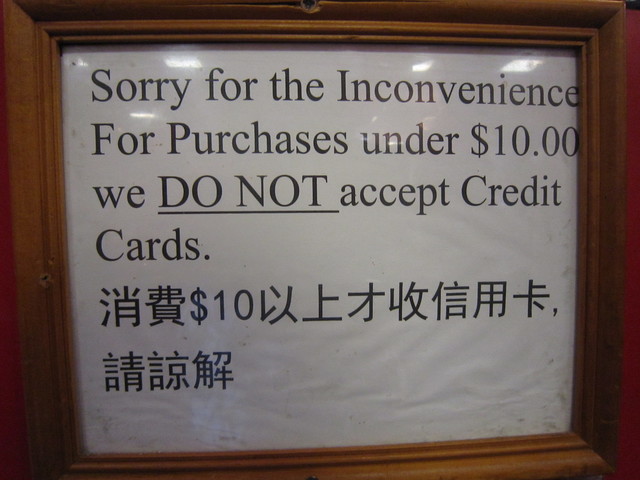 Sorry for the Inconvenience
For Purchases under $10.00
we DO NOT accept Credit
Cards.
消費$10以上才收信用卡,
請諒解